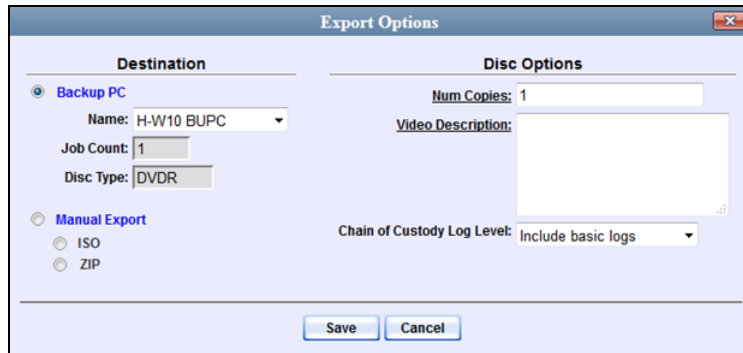 Export Options
Destination
Backup PC
Name: H-W10 BUPC
Job Count: 1
Disc Type: DVDR
Manual Export
ISO
ZIP
Disc Options
Num Copies: 1
Video Description:
Chain of Custody Log Level: Include basic logs
Save
Cancel